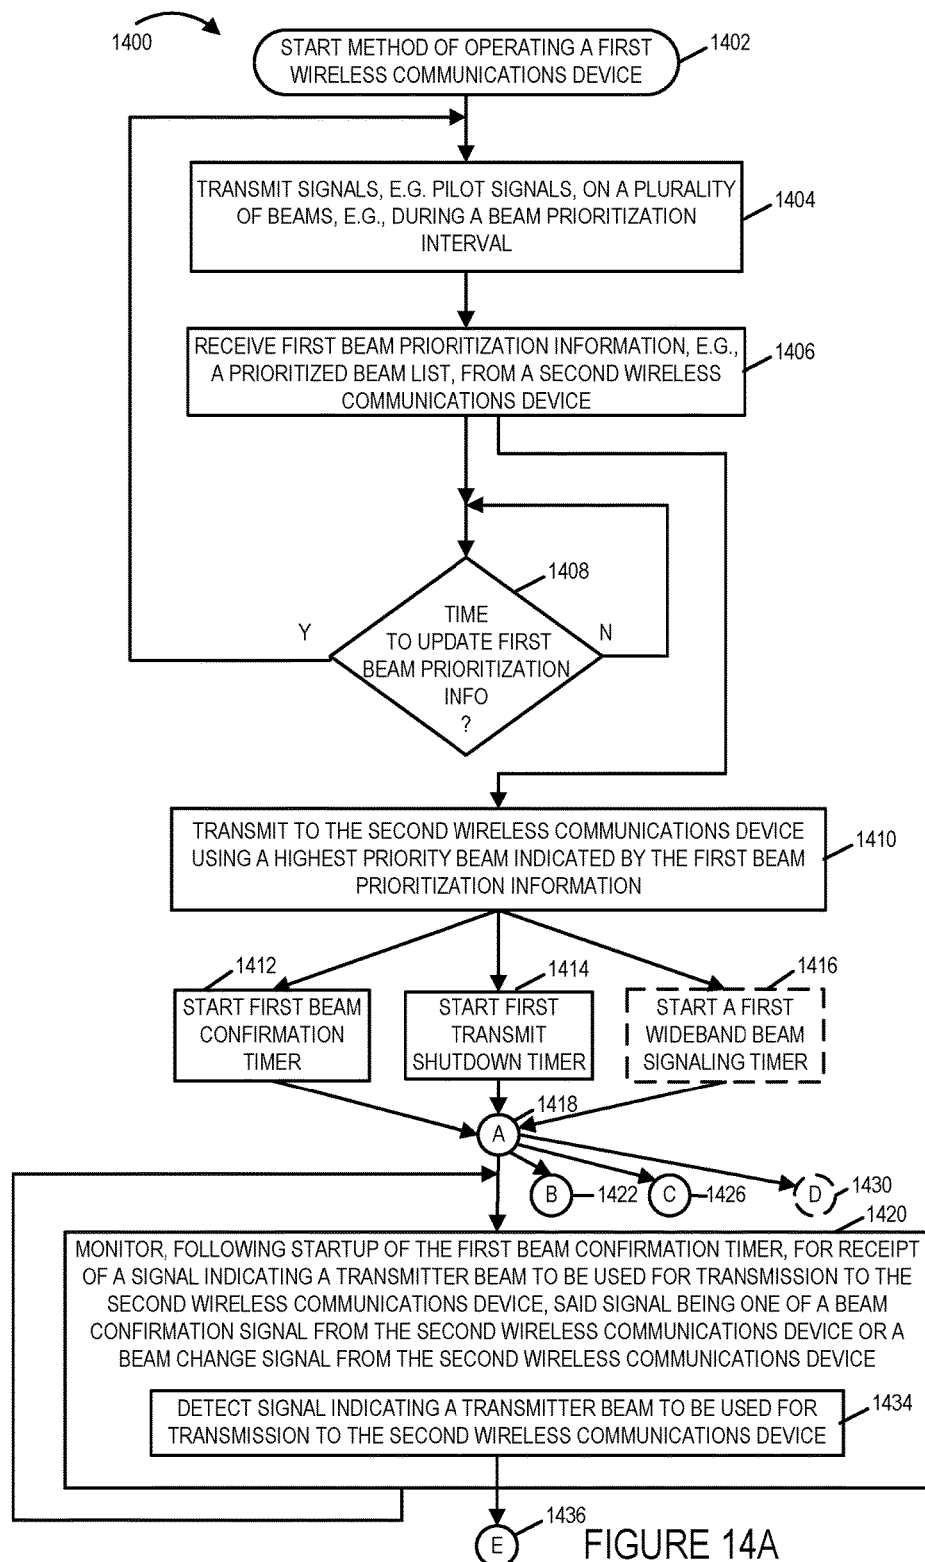 1400
START METHOD OF OPERATING A FIRST
WIRELESS COMMUNICATIONS DEVICE
1402
TRANSMIT SIGNALS, E.G. PILOT SIGNALS, ON A PLURALITY
OF BEAMS, E.G., DURING A BEAM PRIORITIZATION
INTERVAL
1404
RECEIVE FIRST BEAM PRIORITIZATION INFORMATION, E.G.,
A PRIORITIZED BEAM LIST, FROM A SECOND WIRELESS
COMMUNICATIONS DEVICE
1406
1408
TIME
TO UPDATE FIRST
BEAM PRIORITIZATION
INFO
?
Y
N
TRANSMIT TO THE SECOND WIRELESS COMMUNICATIONS DEVICE
USING A HIGHEST PRIORITY BEAM INDICATED BY THE FIRST BEAM
PRIORITIZATION INFORMATION
1410
1412
START FIRST BEAM
CONFIRMATION
TIMER
1414
START FIRST
TRANSMIT
SHUTDOWN TIMER
1416
START A FIRST
WIDEBAND BEAM
SIGNALING TIMER
A
1418
B
1422
C
1426
D
1430
1420
MONITOR, FOLLOWING STARTUP OF THE FIRST BEAM CONFIRMATION TIMER, FOR RECEIPT
OF A SIGNAL INDICATING A TRANSMITTER BEAM TO BE USED FOR TRANSMISSION TO THE
SECOND WIRELESS COMMUNICATIONS DEVICE, SAID SIGNAL BEING ONE OF A BEAM
CONFIRMATION SIGNAL FROM THE SECOND WIRELESS COMMUNICATIONS DEVICE OR A
BEAM CHANGE SIGNAL FROM THE SECOND WIRELESS COMMUNICATIONS DEVICE
DETECT SIGNAL INDICATING A TRANSMITTER BEAM TO BE USED FOR
TRANSMISSION TO THE SECOND WIRELESS COMMUNICATIONS DEVICE
1434
E
1436
FIGURE 14A